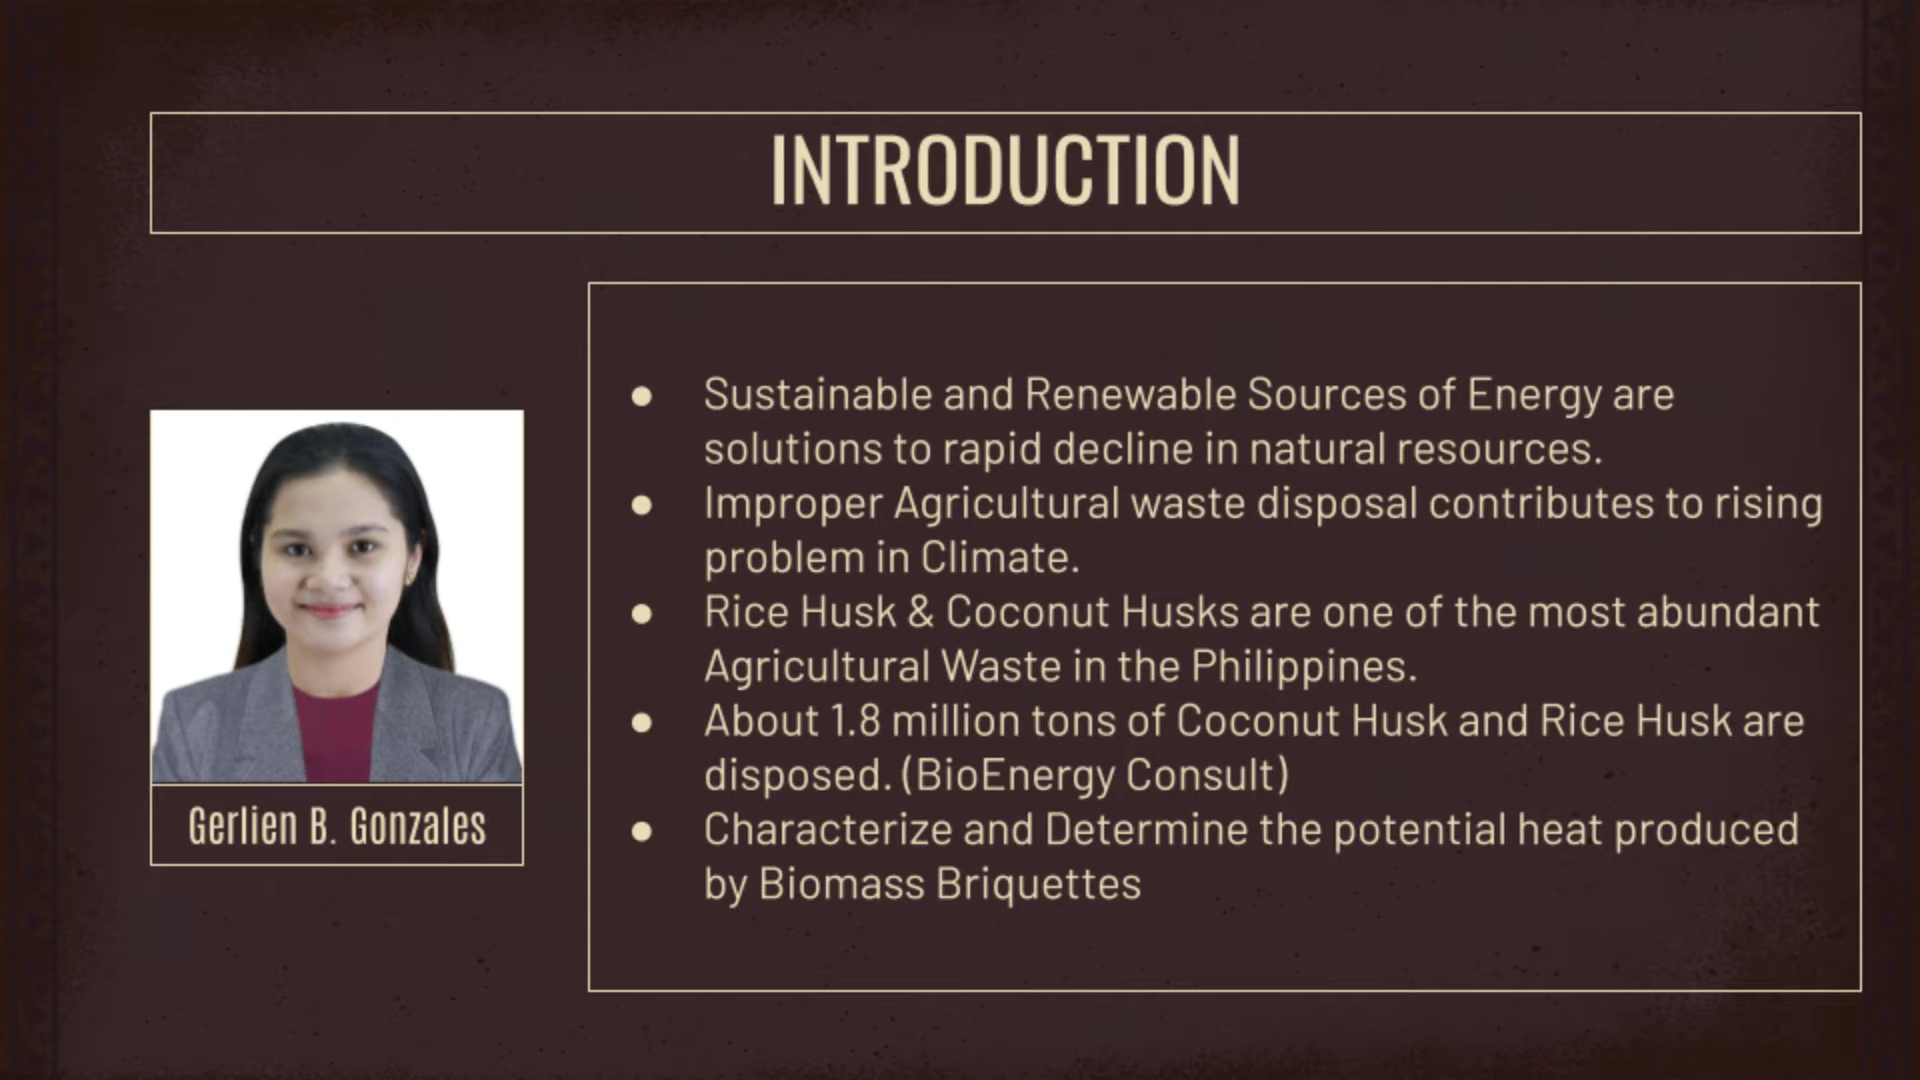 INTRODUCTION
Gerlien B. Gonzales
● Sustainable and Renewable Sources of Energy are
solutions to rapid decline in natural resources.
● Improper Agricultural waste disposal contributes to rising
problem in Climate.
● Rice Husk & Coconut Husks are one of the most abundant
Agricultural Waste in the Philippines.
● About 1.8 million tons of Coconut Husk and Rice Husk are
disposed. (BioEnergy Consult)
● Characterize and Determine the potential heat produced
by Biomass Briquettes